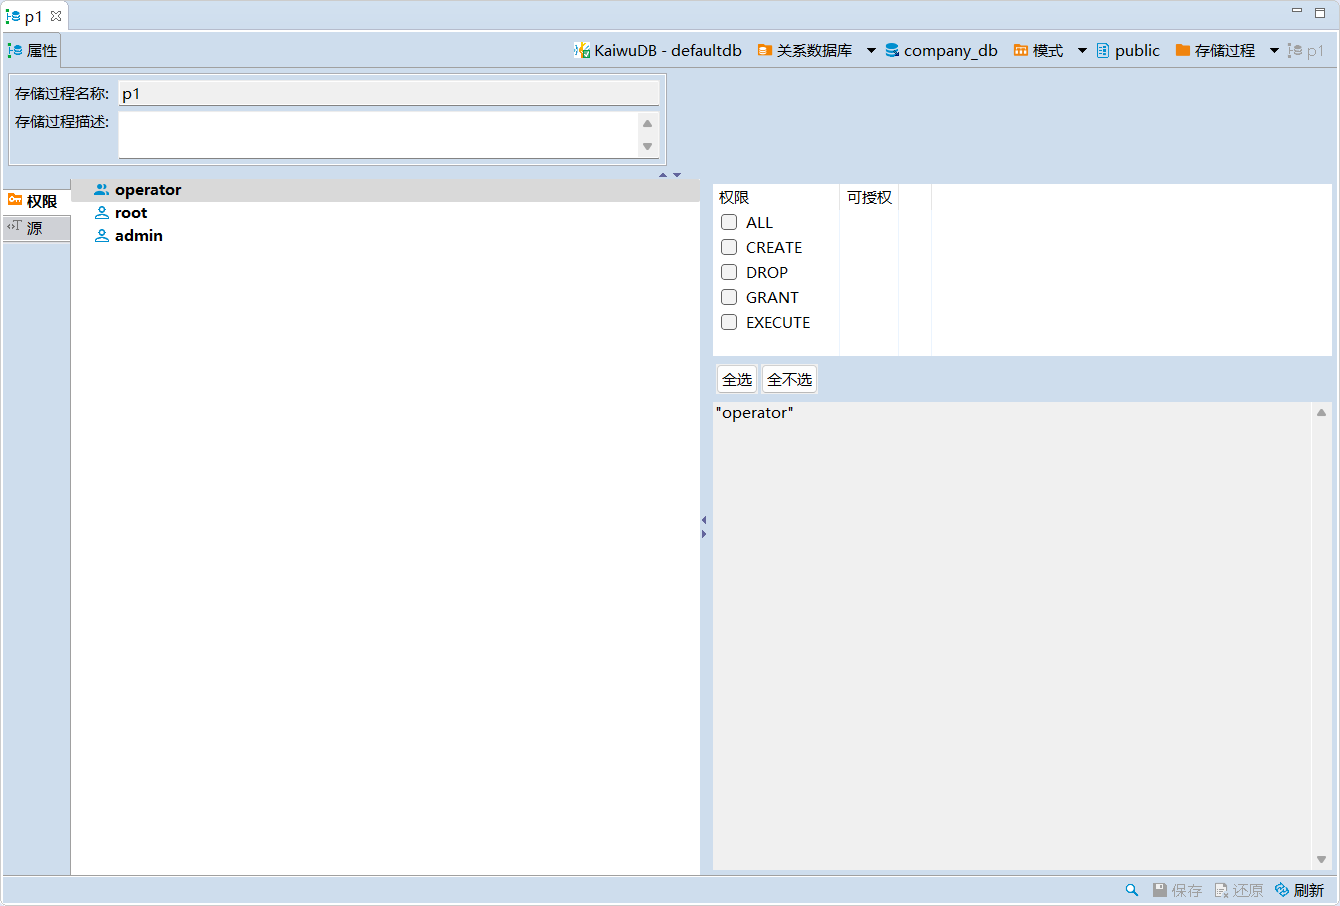 p1
属性
KaiwuDB - defaultdb 关系数据库 company_db 模式 public 存储过程 p1
存储过程名称: p1
存储过程描述:
权限
源
operator
root
admin
权限 可授权
ALL
CREATE
DROP
GRANT
EXECUTE
全选 全不选
"operator"
保存 还原 刷新